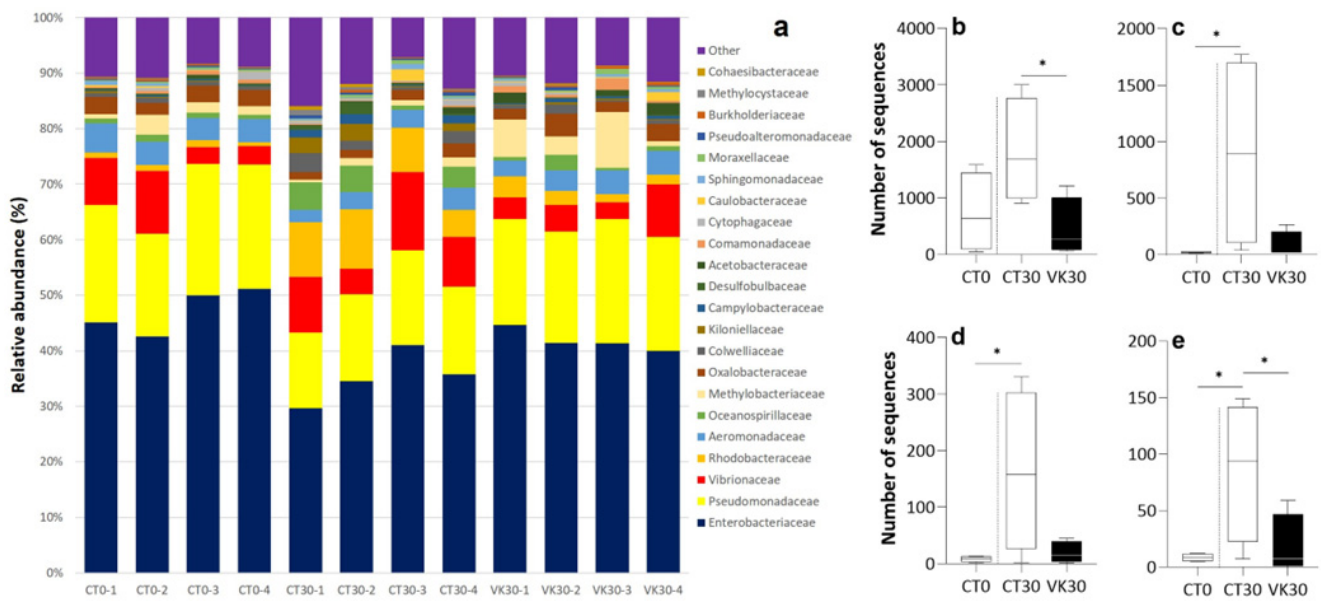 a
Relative abundance (%)
100%
90%
80%
70%
60%
50%
40%
30%
20%
10%
0%
CT0-1 CT0-2 CT0-3 CT0-4 CT30-1 CT30-2 CT30-3 CT30-4 VK30-1 VK30-2 VK30-3 VK30-4
Other
Cohaesibacteraceae
Methylocystaceae
Burkholderiaceae
Pseudoalteromonadaceae
Moraxellaceae
Sphingomonadaceae
Caulobacteraceae
Cytophagaceae
Comamonadaceae
Acetobacteraceae
Desulfobulbaceae
Campylobacteraceae
Kiloniellaceae
Colwelliaceae
Oxalobacteraceae
Methylobacteriaceae
Oceanospirillaceae
Aeromonadaceae
Rhodobacteraceae
Vibrionaceae
Pseudomonadaceae
Enterobacteriaceae
b
Number of sequences
4000
3000
2000
1000
0
*
CT0 CT30 VK30
c
2000
1500
1000
500
0
*
CT0 CT30 VK30
d
Number of sequences
400
300
200
100
0
*
CT0 CT30 VK30
e
200
150
100
50
0
* *
CT0 CT30 VK30